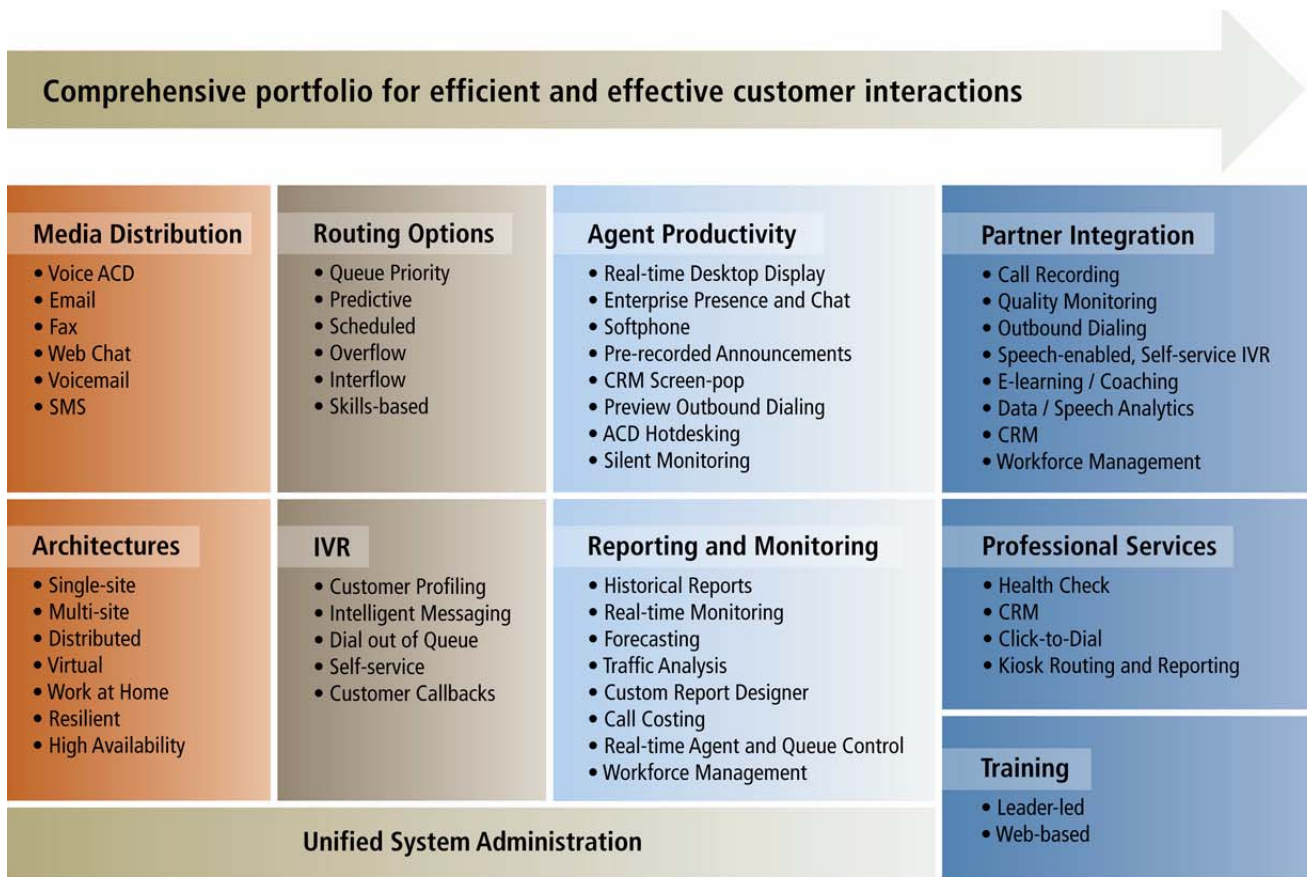 Comprehensive portfolio for efficient and effective customer interactions
Media Distribution
• Voice ACD
• Email
• Fax
• Web Chat
• Voicemail
• SMS
Routing Options
• Queue Priority
• Predictive
• Scheduled
• Overflow
• Interflow
• Skills-based
Agent Productivity
• Real-time Desktop Display
• Enterprise Presence and Chat
• Softphone
• Pre-recorded Announcements
• CRM Screen-pop
• Preview Outbound Dialing
• ACD Hotdesking
• Silent Monitoring
Partner Integration
• Call Recording
• Quality Monitoring
• Outbound Dialing
• Speech-enabled, Self-service IVR
• E-learning / Coaching
• Data / Speech Analytics
• CRM
• Workforce Management
Architectures
• Single-site
• Multi-site
• Distributed
• Virtual
• Work at Home
• Resilient
• High Availability
IVR
• Customer Profiling
• Intelligent Messaging
• Dial out of Queue
• Self-service
• Customer Callbacks
Reporting and Monitoring
• Historical Reports
• Real-time Monitoring
• Forecasting
• Traffic Analysis
• Custom Report Designer
• Call Costing
• Real-time Agent and Queue Control
• Workforce Management
Professional Services
• Health Check
• CRM
• Click-to-Dial
• Kiosk Routing and Reporting
Training
• Leader-led
• Web-based
Unified System Administration